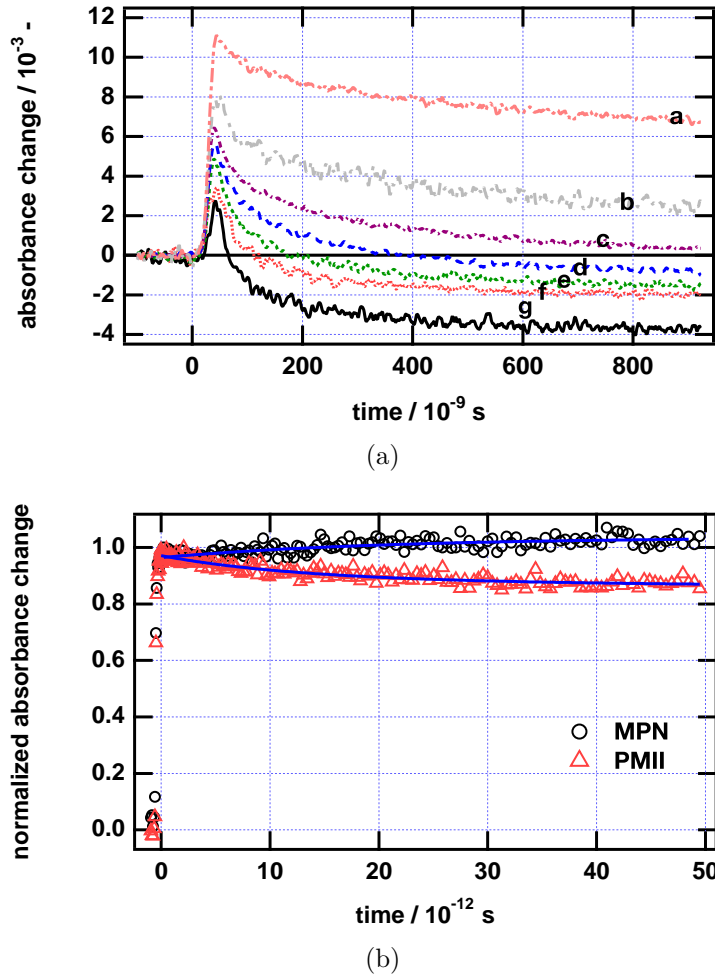 absorbance change / 10⁻³ -
12
10
8
6
4
2
0
-2
-4
a
b
c
d
e
f
g
0 200 400 600 800
time / 10⁻⁹ s
(a)
normalized absorbance change
1.0
0.8
0.6
0.4
0.2
0.0
MPN
PMII
0 10 20 30 40 50
time / 10⁻¹² s
(b)